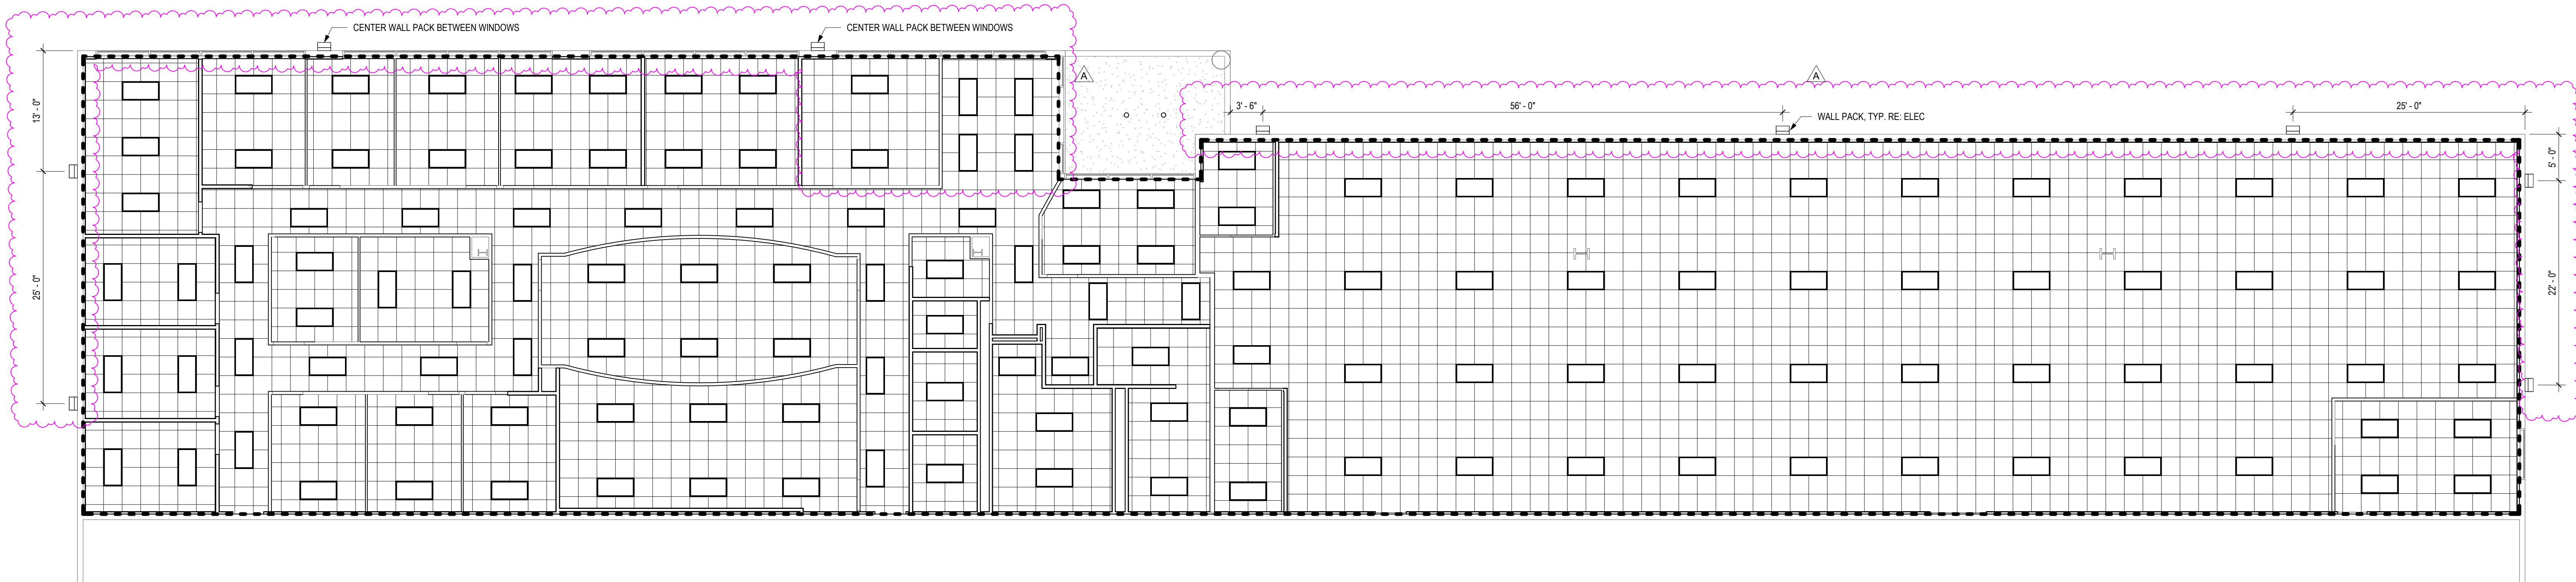 CENTER WALL PACK BETWEEN WINDOWS
CENTER WALL PACK BETWEEN WINDOWS
A
A
13' - 0"
3' - 6"
56' - 0"
25' - 0"
WALL PACK, TYP. RE: ELEC
5' - 0"
25' - 0"
22' - 0"